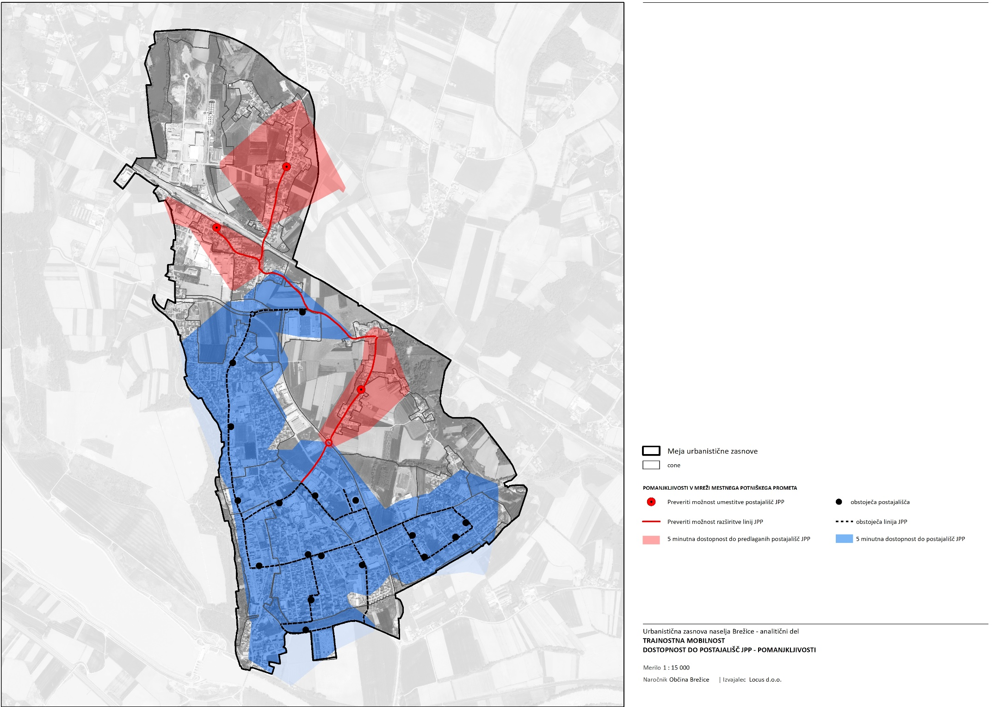 Meja urbanistične zasnove
cone
POMANJKLJIVOSTI V MREŽI MESTNEGA POTNIŠKEGA PROMETA
Preveriti možnost umestitve postajališč JPP
obstoječa postajališča
Preveriti možnost razširitve linij JPP
obstoječa linija JPP
5 minutna dostopnost do predlaganih postajališč JPP
5 minutna dostopnost do postajališč JPP
Urbanistična zasnova naselja Brežice - analitični del
TRAJNOSTNA MOBILNOST
DOSTOPNOST DO POSTAJALIŠČ JPP - POMANJKLJIVOSTI
Merilo 1 : 15 000
Naročnik Občina Brežice | Izvajalec Locus d.o.o.